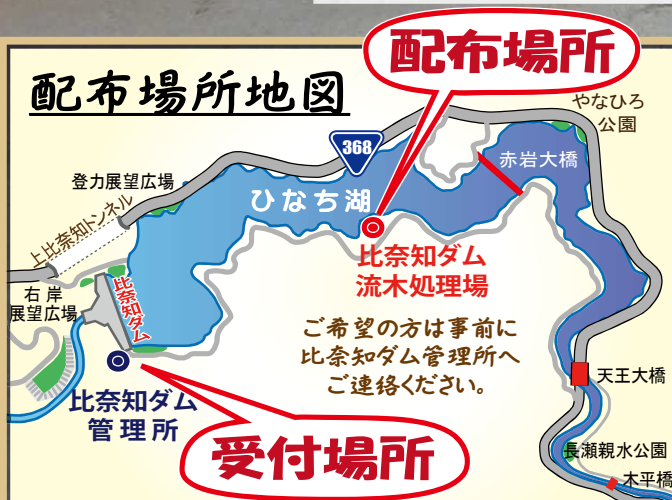 配布場所
配布場所地図
やなひろ
公園
368
赤岩大橋
登力展望広場
ひなち湖
上比奈知トンネル
比奈知ダム
流木処理場
右岸
展望広場
比奈知ダム
ご希望の方は事前に
比奈知ダム管理所へ
ご連絡ください。
天王大橋
比奈知ダム
管理所
受付場所
長瀬親水公園
木平橋